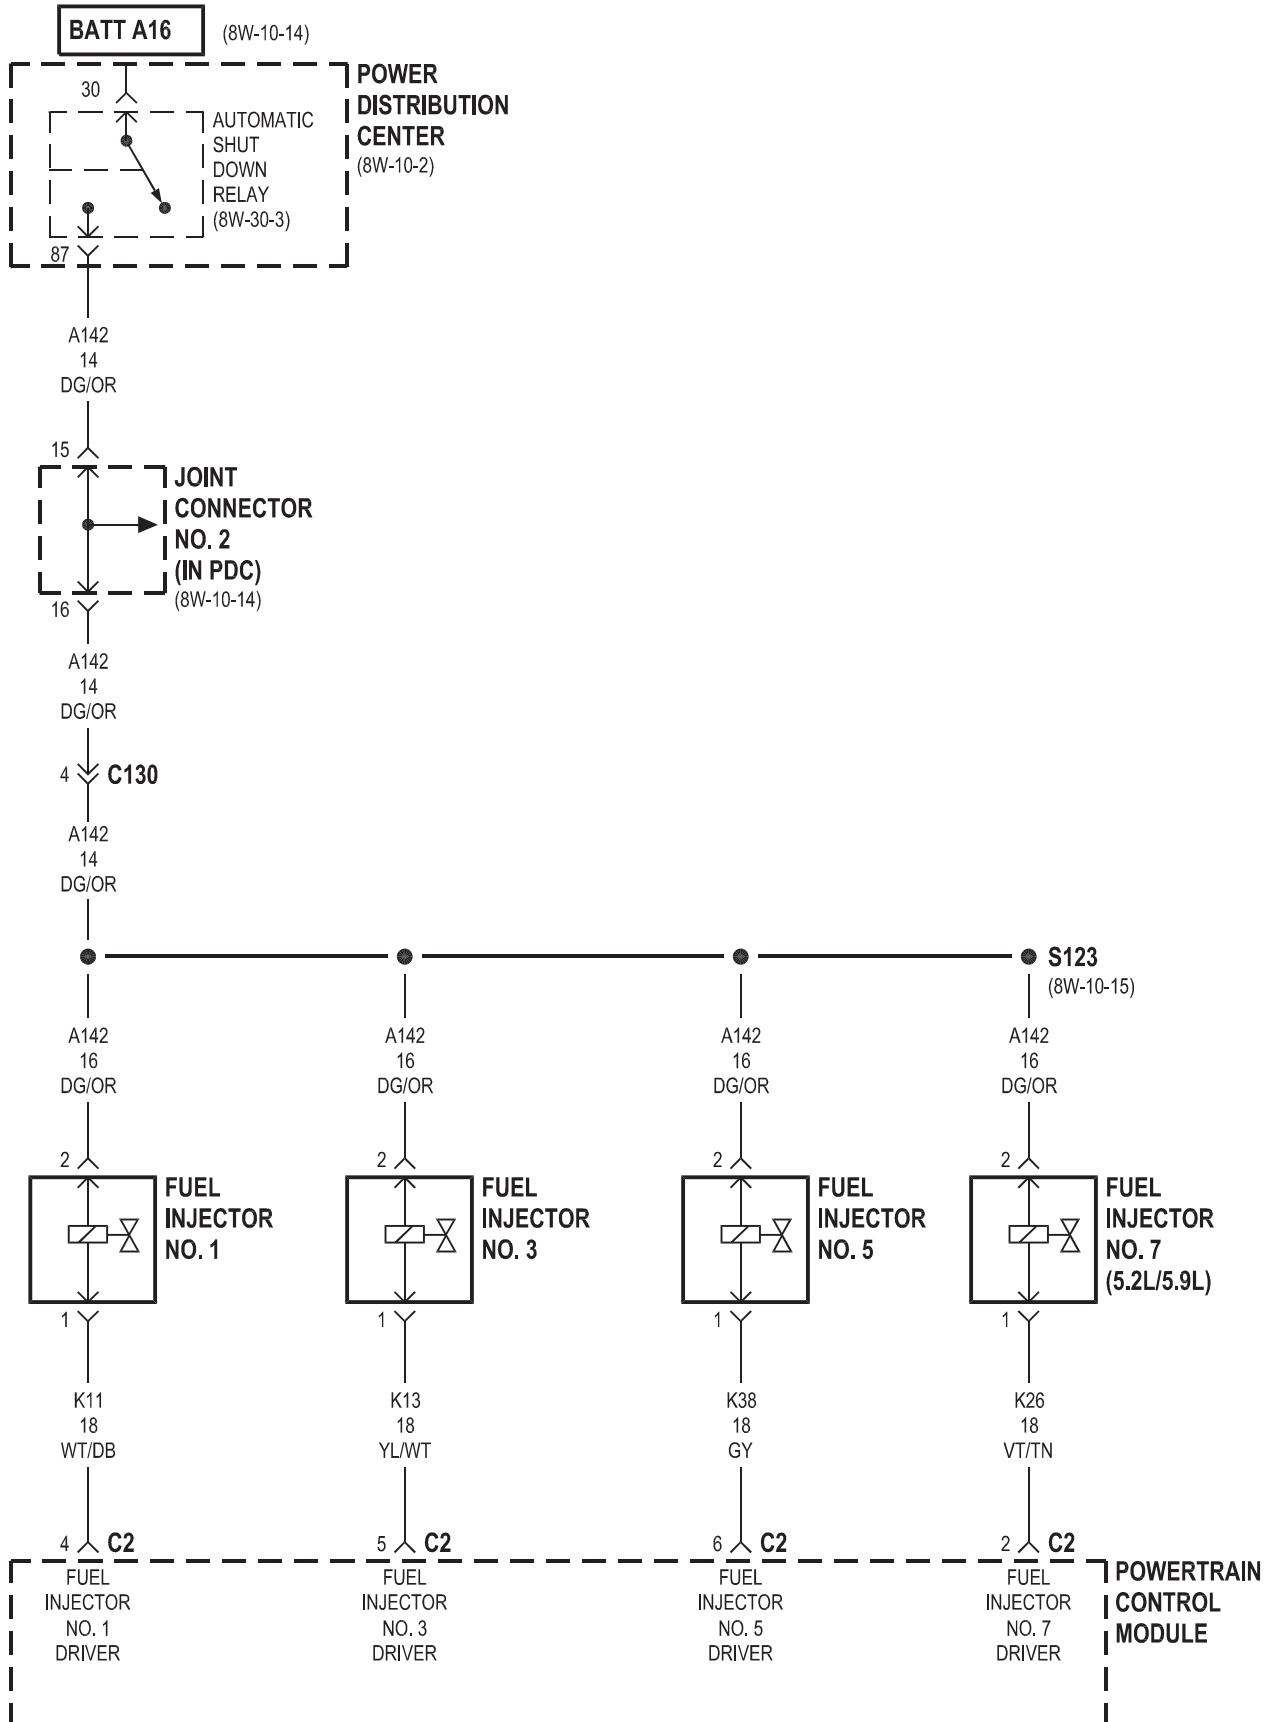 BATT A16
(8W-10-14)
POWER
DISTRIBUTION
CENTER
(8W-10-2)
30
AUTOMATIC
SHUT
DOWN
RELAY
(8W-30-3)
87
A142
14
DG/OR
15
JOINT
CONNECTOR
NO. 2
(IN PDC)
(8W-10-14)
16
A142
14
DG/OR
4
C130
A142
14
DG/OR
S123
(8W-10-15)
A142
16
DG/OR
A142
16
DG/OR
A142
16
DG/OR
A142
16
DG/OR
2
FUEL
INJECTOR
NO. 1
1
2
FUEL
INJECTOR
NO. 3
1
2
FUEL
INJECTOR
NO. 5
1
2
FUEL
INJECTOR
NO. 7
(5.2L/5.9L)
1
K11
18
WT/DB
K13
18
YL/WT
K38
18
GY
K26
18
VT/TN
4 C2
5 C2
6 C2
2 C2
FUEL
INJECTOR
NO. 1
DRIVER
FUEL
INJECTOR
NO. 3
DRIVER
FUEL
INJECTOR
NO. 5
DRIVER
FUEL
INJECTOR
NO. 7
DRIVER
POWERTRAIN
CONTROL
MODULE